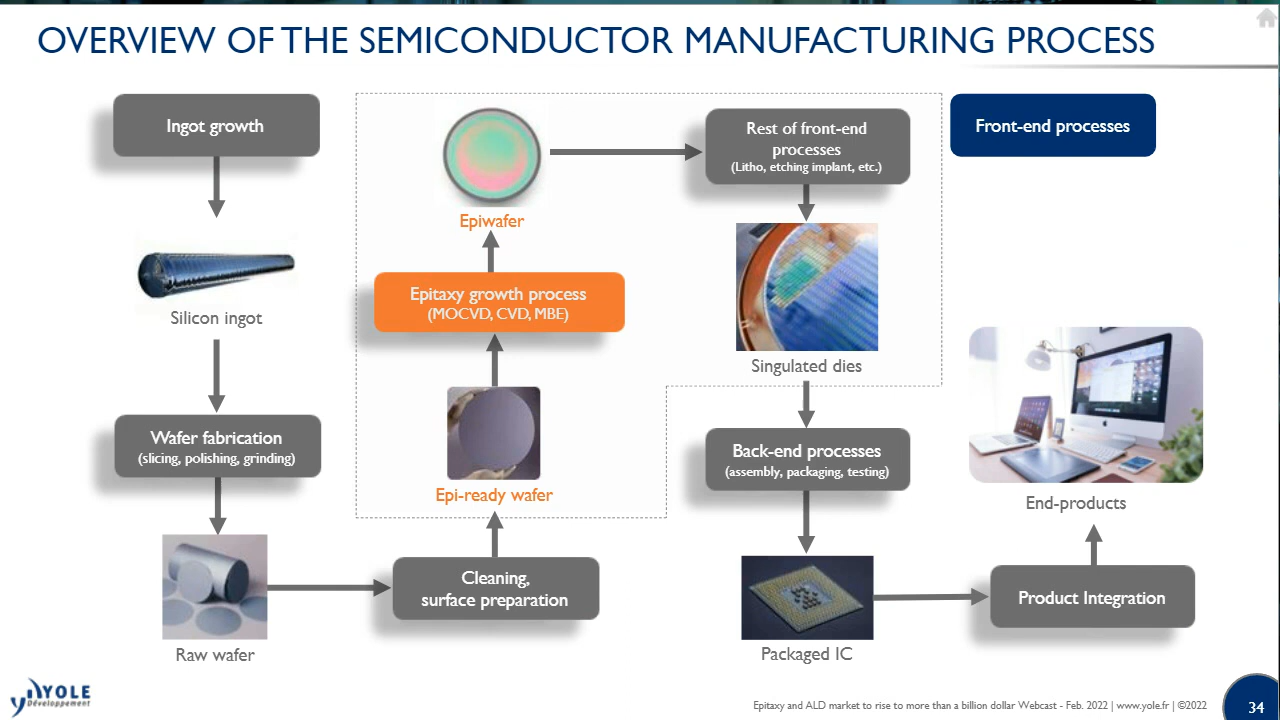 OVERVIEW OF THE SEMICONDUCTOR MANUFACTURING PROCESS
Ingot growth
Silicon ingot
Wafer fabrication
(slicing, polishing, grinding)
Raw wafer
Cleaning,
surface preparation
Epi-ready wafer
Epitaxy growth process
(MOCVD, CVD, MBE)
Epiwafer
Rest of front-end
processes
(Litho, etching implant, etc.)
Singulated dies
Back-end processes
(assembly, packaging, testing)
Packaged IC
Product Integration
End-products
Front-end processes
YOLE
Développement
Epitaxy and ALD market to rise to more than a billion dollar Webcast - Feb. 2022 | www.yole.fr | ©2022
34